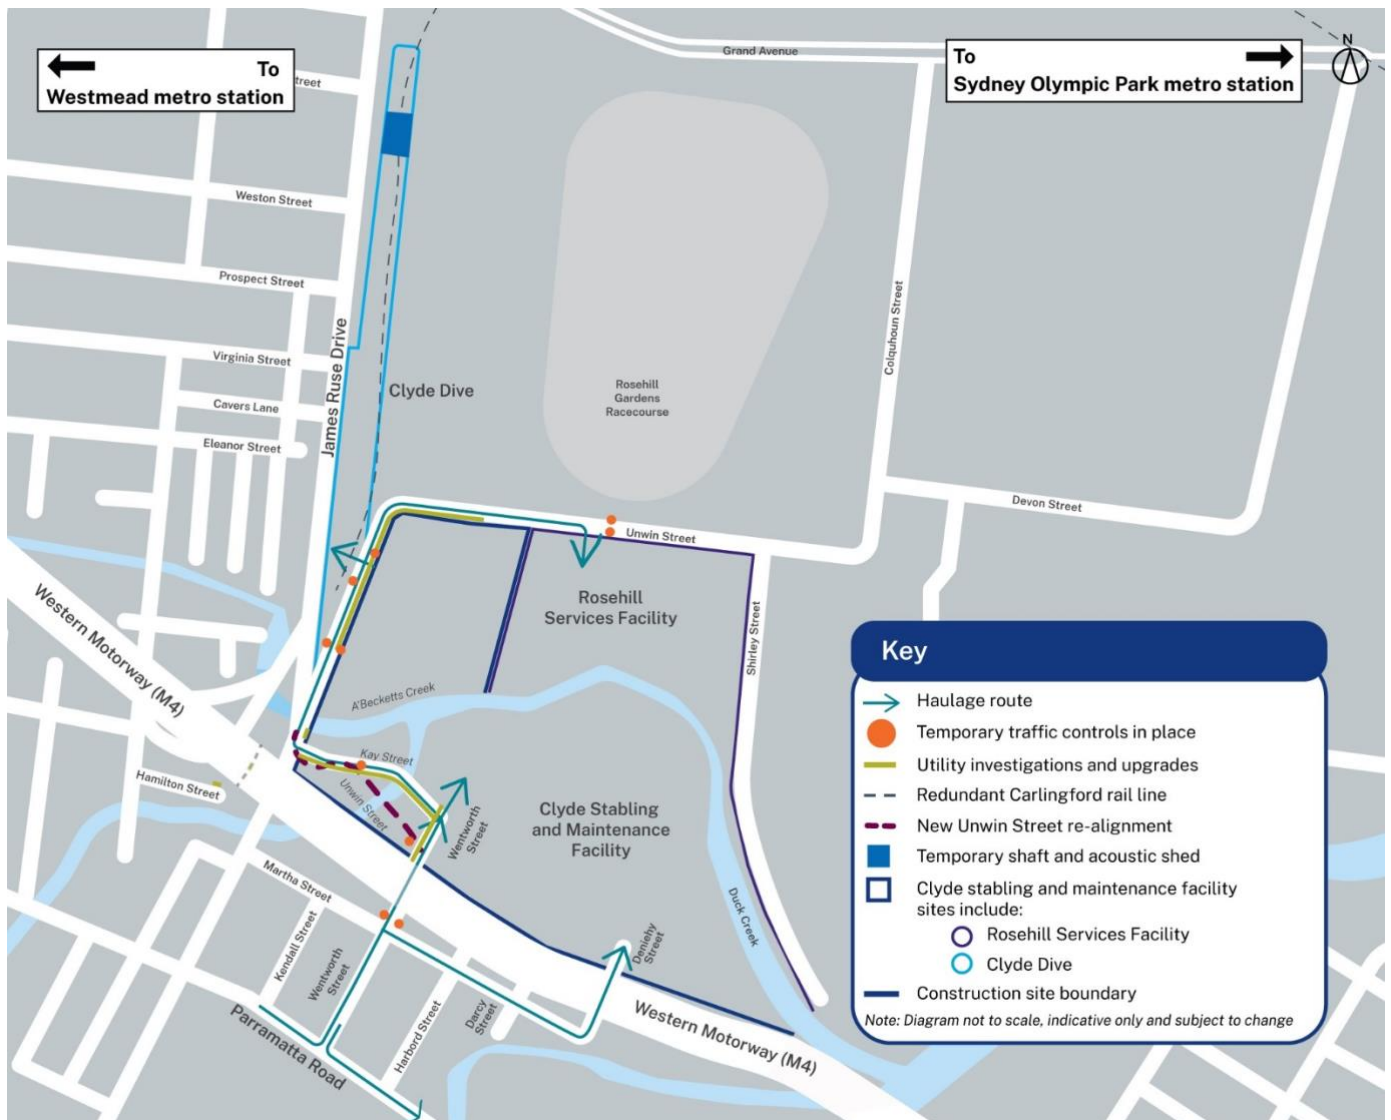 To
Westmead metro station
treet
Grand Avenue
To
Sydney Olympic Park metro station
N
Weston Street
Prospect Street
Virginia Street
Cavers Lane
Eleanor Street
James Ruse Drive
Clyde Dive
Rosehill
Gardens
Racecourse
Colquhoun Street
Devon Street
Unwin Street
Rosehill
Services Facility
Shirley Street
Western Motorway (M4)
A'Becketts Creek
Kay Street
Unwin Street
Hamilton Street
Wentworth
Street
Clyde Stabling
and Maintenance
Facility
Duck Creek
Martha Street
Kendall Street
Wentworth
Street
Harbord Street
Darcy
Street
Deniehy
Street
Parramatta Road
Western Motorway (M4)
Key
Haulage route
Temporary traffic controls in place
Utility investigations and upgrades
Redundant Carlingford rail line
New Unwin Street re-alignment
Temporary shaft and acoustic shed
Clyde stabling and maintenance facility
sites include:
Rosehill Services Facility
Clyde Dive
Construction site boundary
Note: Diagram not to scale, indicative only and subject to change